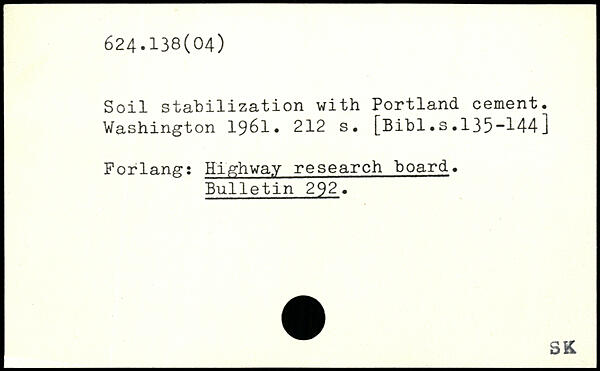 624.138(04)
Soil stabilization with Portland cement.
Washington 1961. 212 s. [Bibl.s.135-144]
Forlang: Highway research board.
Bulletin 292.
SK